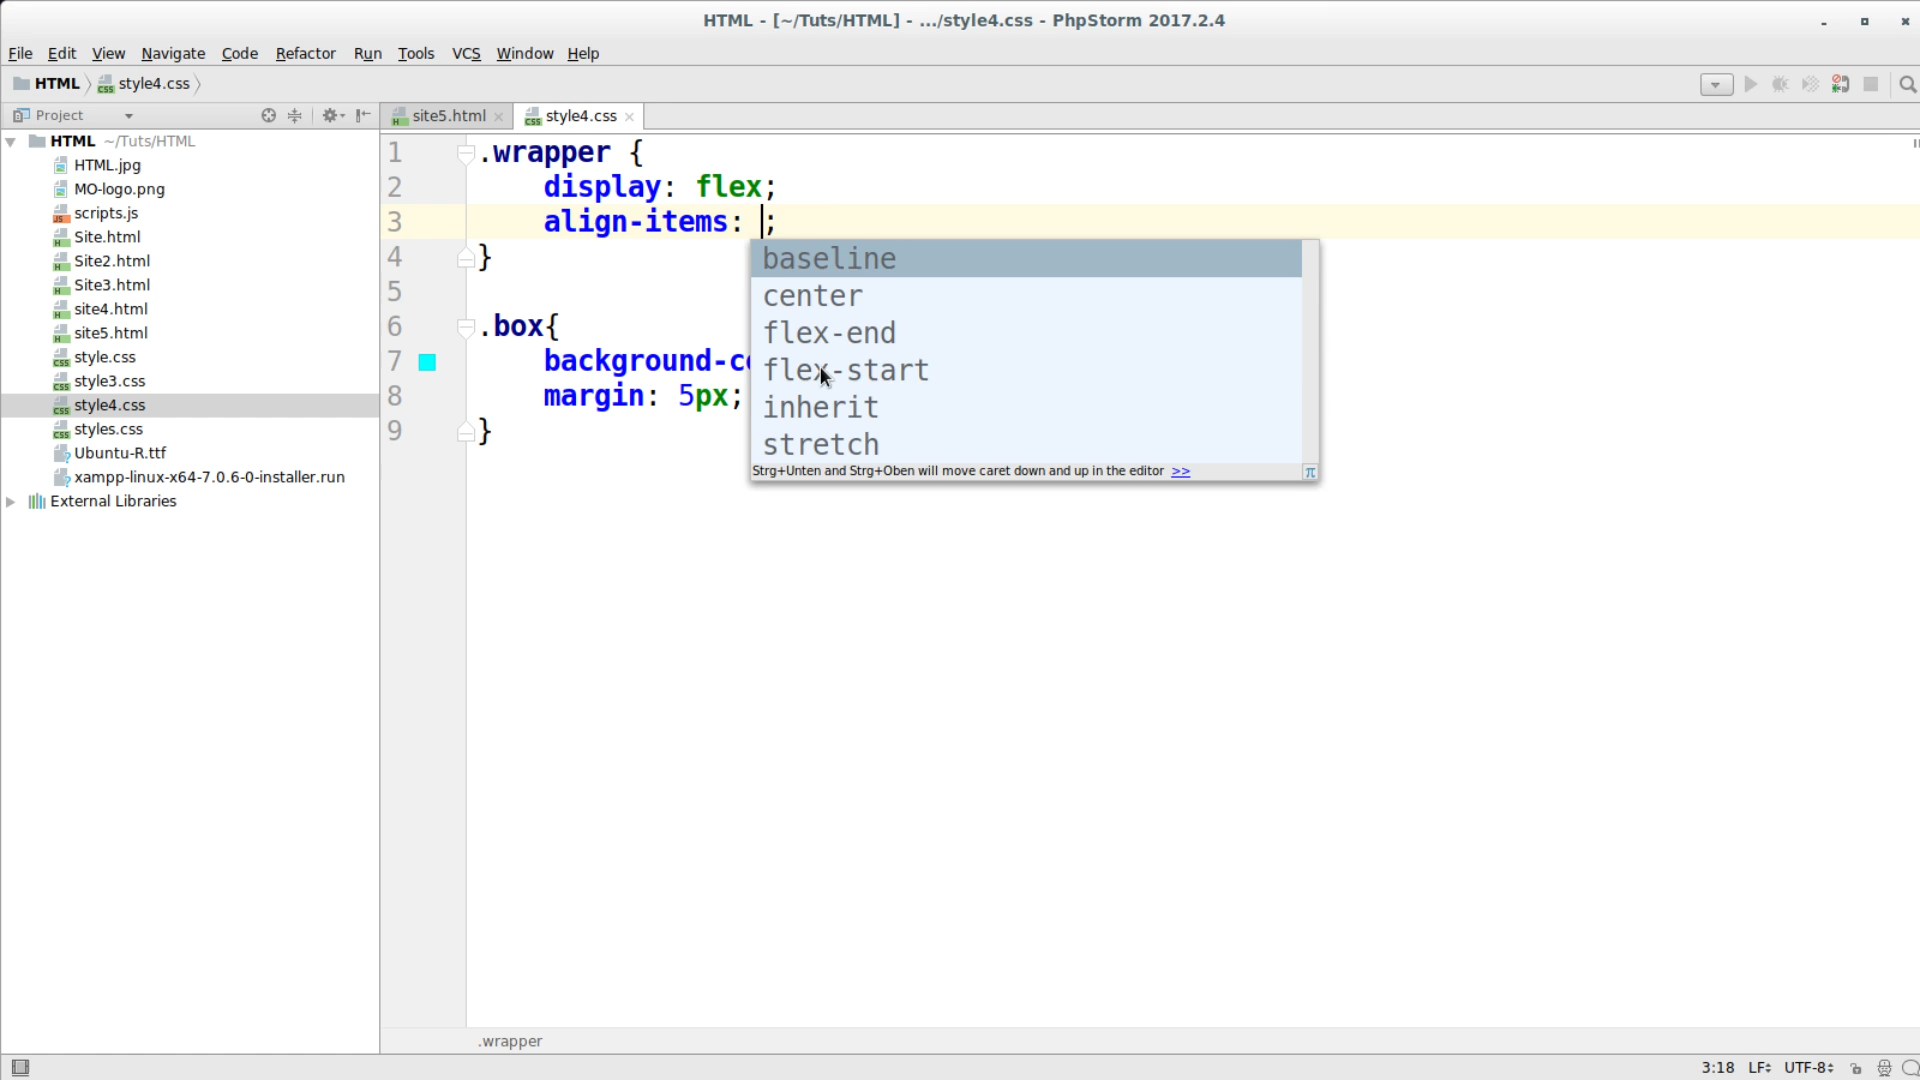 HTML - [~/Tuts/HTML] - .../style4.css - PhpStorm 2017.2.4
File Edit View Navigate Code Refactor Run Tools VCS Window Help
HTML style4.css
Project
site5.html
style4.css
HTML ~/Tuts/HTML
HTML.jpg
MO-logo.png
scripts.js
Site.html
Site2.html
Site3.html
site4.html
site5.html
style.css
style3.css
style4.css
styles.css
Ubuntu-R.ttf
xampp-linux-x64-7.0.6-0-installer.run
External Libraries
1 .wrapper {
2 display: flex;
3 align-items: ;
4 }
5
6 .box{
7 background-c
8 margin: 5px;
9 }
baseline
center
flex-end
flex-start
inherit
stretch
Strg+Unten and Strg+Oben will move caret down and up in the editor >>
π
.wrapper
3:18 LF UTF-8